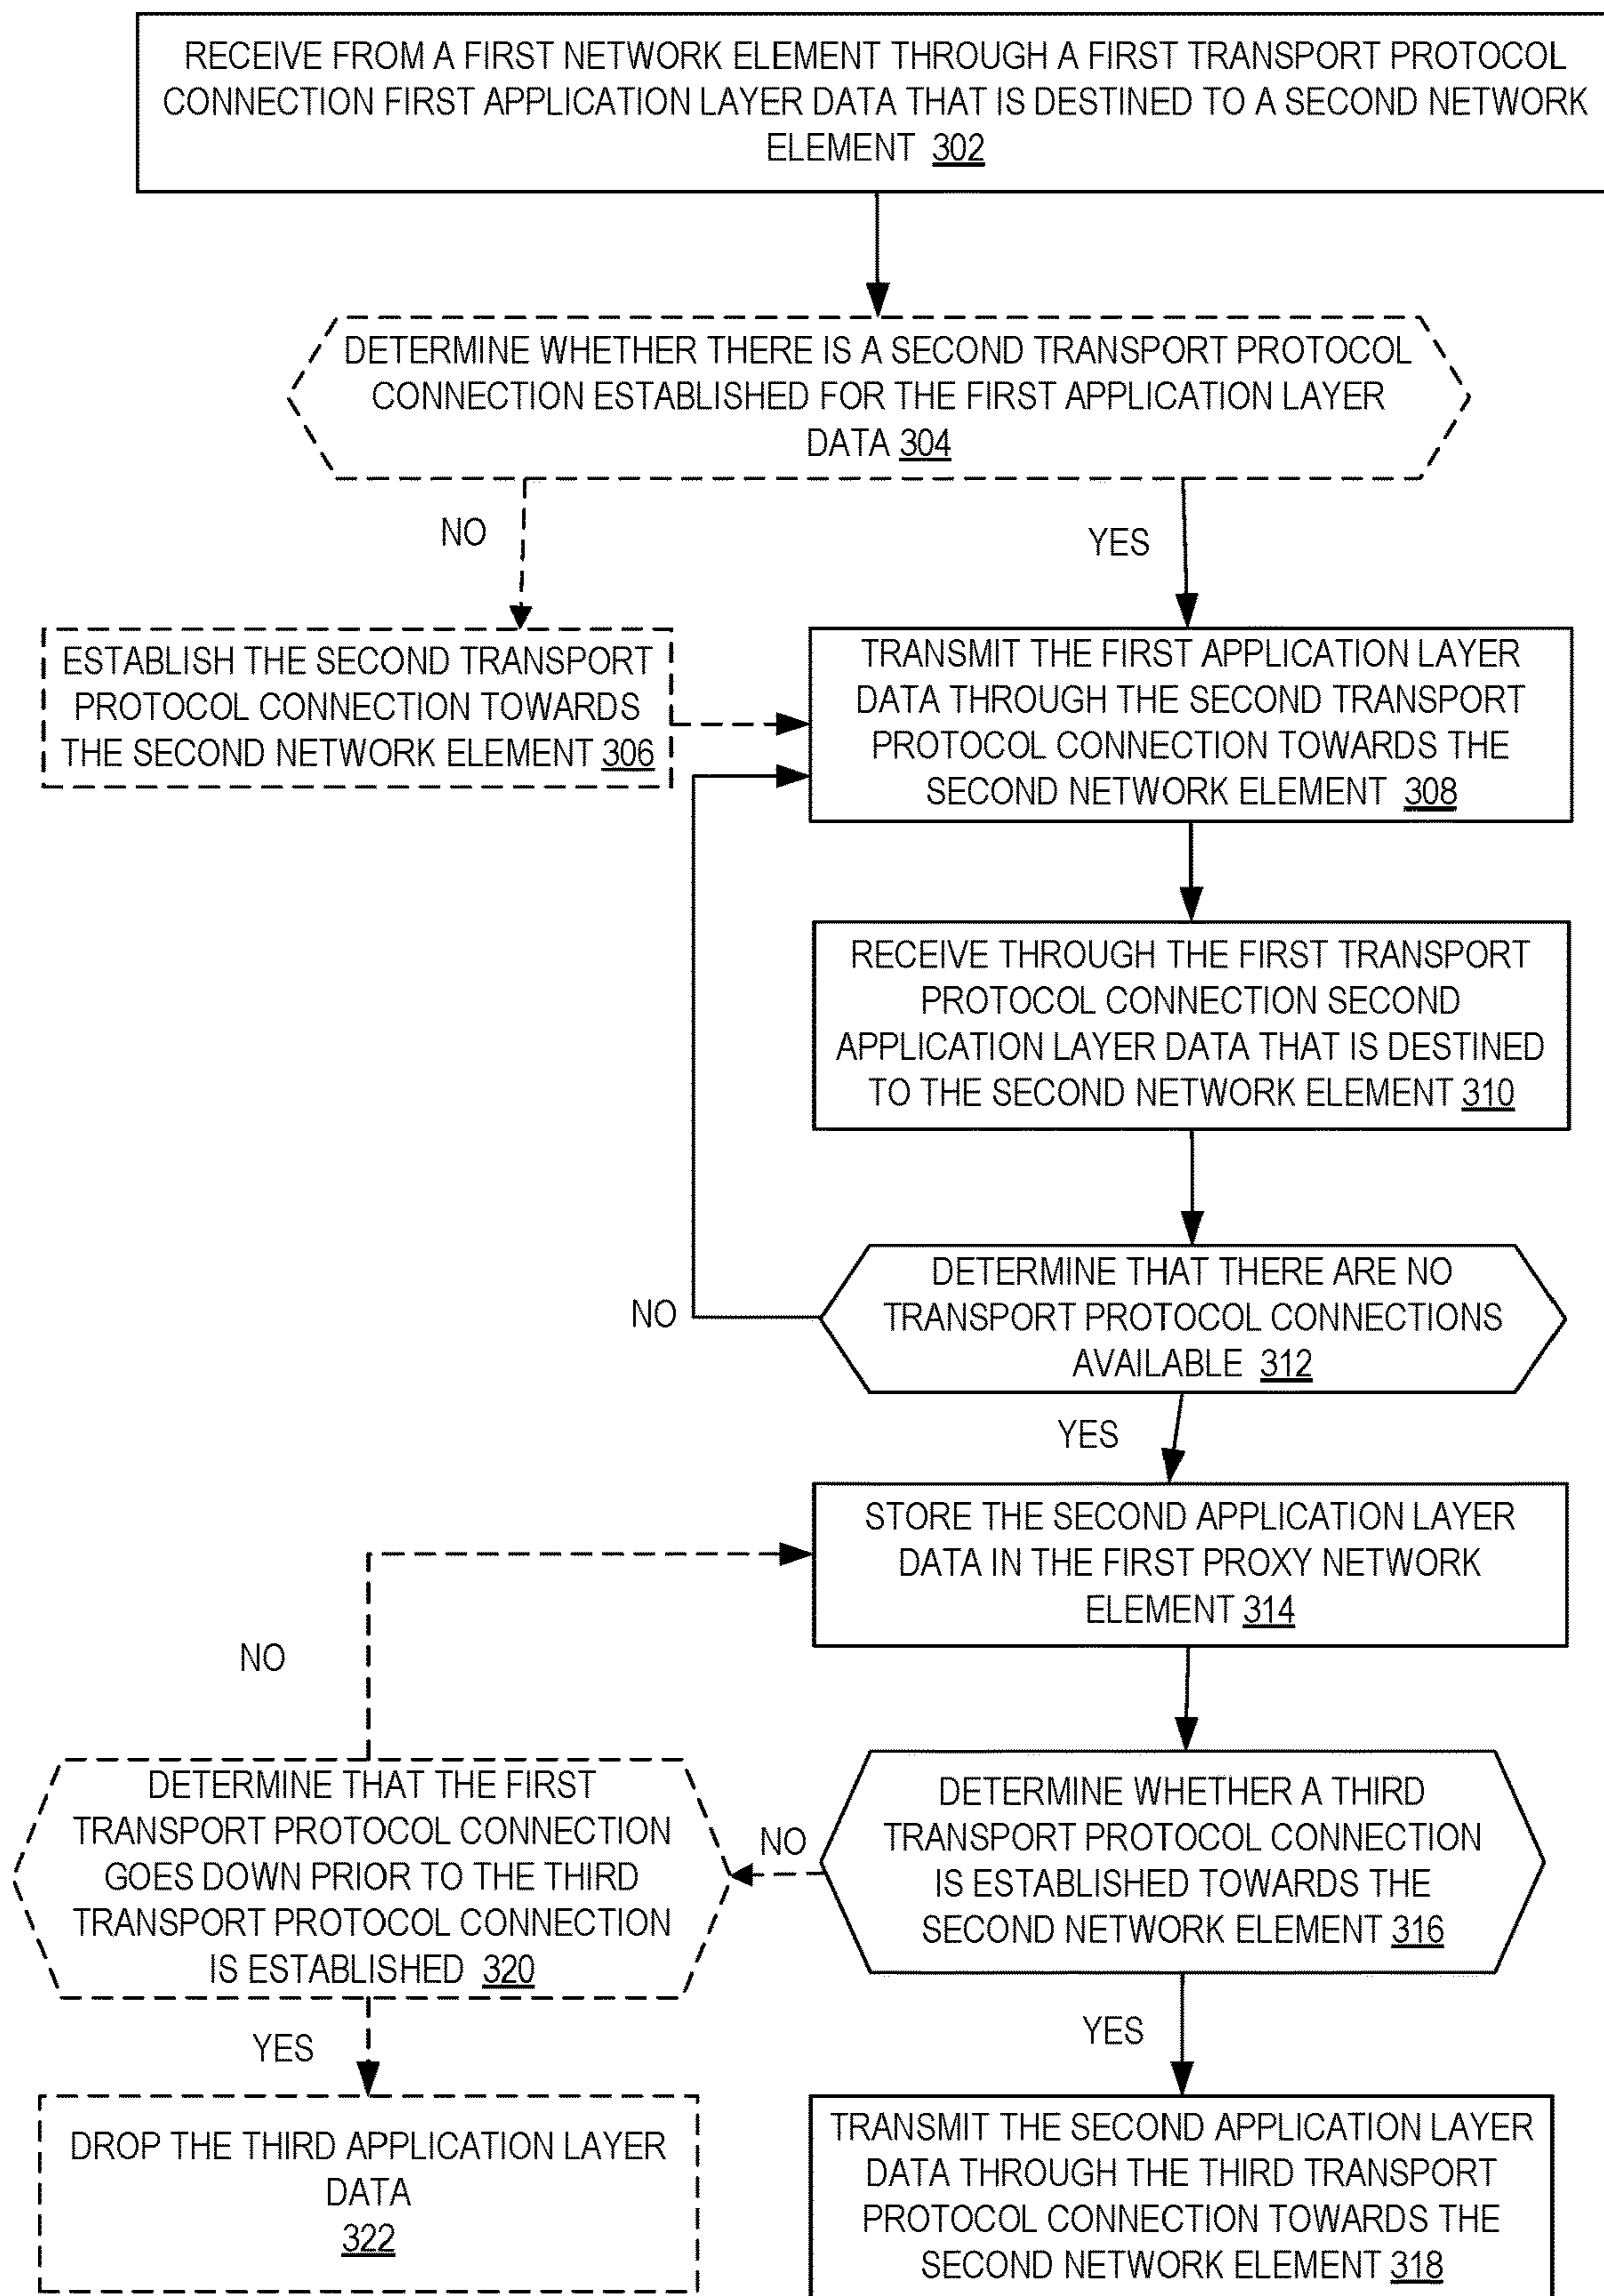 RECEIVE FROM A FIRST NETWORK ELEMENT THROUGH A FIRST TRANSPORT PROTOCOL
CONNECTION FIRST APPLICATION LAYER DATA THAT IS DESTINED TO A SECOND NETWORK
ELEMENT 302
DETERMINE WHETHER THERE IS A SECOND TRANSPORT PROTOCOL
CONNECTION ESTABLISHED FOR THE FIRST APPLICATION LAYER
DATA 304
NO
YES
ESTABLISH THE SECOND TRANSPORT
PROTOCOL CONNECTION TOWARDS
THE SECOND NETWORK ELEMENT 306
TRANSMIT THE FIRST APPLICATION LAYER
DATA THROUGH THE SECOND TRANSPORT
PROTOCOL CONNECTION TOWARDS THE
SECOND NETWORK ELEMENT 308
RECEIVE THROUGH THE FIRST TRANSPORT
PROTOCOL CONNECTION SECOND
APPLICATION LAYER DATA THAT IS DESTINED
TO THE SECOND NETWORK ELEMENT 310
DETERMINE THAT THERE ARE NO
TRANSPORT PROTOCOL CONNECTIONS
AVAILABLE 312
NO
YES
STORE THE SECOND APPLICATION LAYER
DATA IN THE FIRST PROXY NETWORK
ELEMENT 314
NO
DETERMINE WHETHER A THIRD
TRANSPORT PROTOCOL CONNECTION
IS ESTABLISHED TOWARDS THE
SECOND NETWORK ELEMENT 316
NO
DETERMINE THAT THE FIRST
TRANSPORT PROTOCOL CONNECTION
GOES DOWN PRIOR TO THE THIRD
TRANSPORT PROTOCOL CONNECTION
IS ESTABLISHED 320
YES
YES
DROP THE THIRD APPLICATION LAYER
DATA
322
TRANSMIT THE SECOND APPLICATION LAYER
DATA THROUGH THE THIRD TRANSPORT
PROTOCOL CONNECTION TOWARDS THE
SECOND NETWORK ELEMENT 318